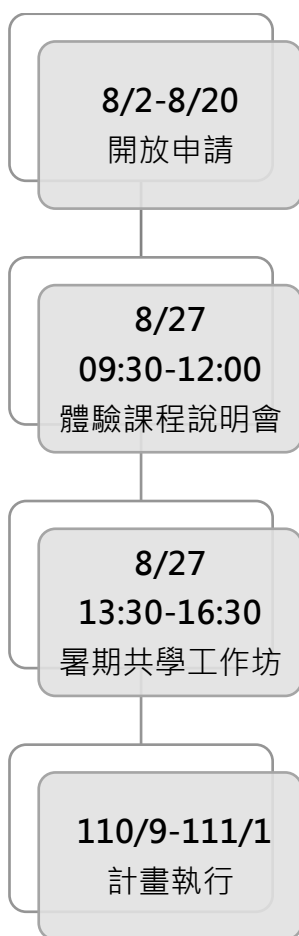 8/2-8/20
開放申請
8/27
09:30-12:00
體驗課程說明會
8/27
13:30-16:30
暑期共學工作坊
110/9-111/1
計畫執行